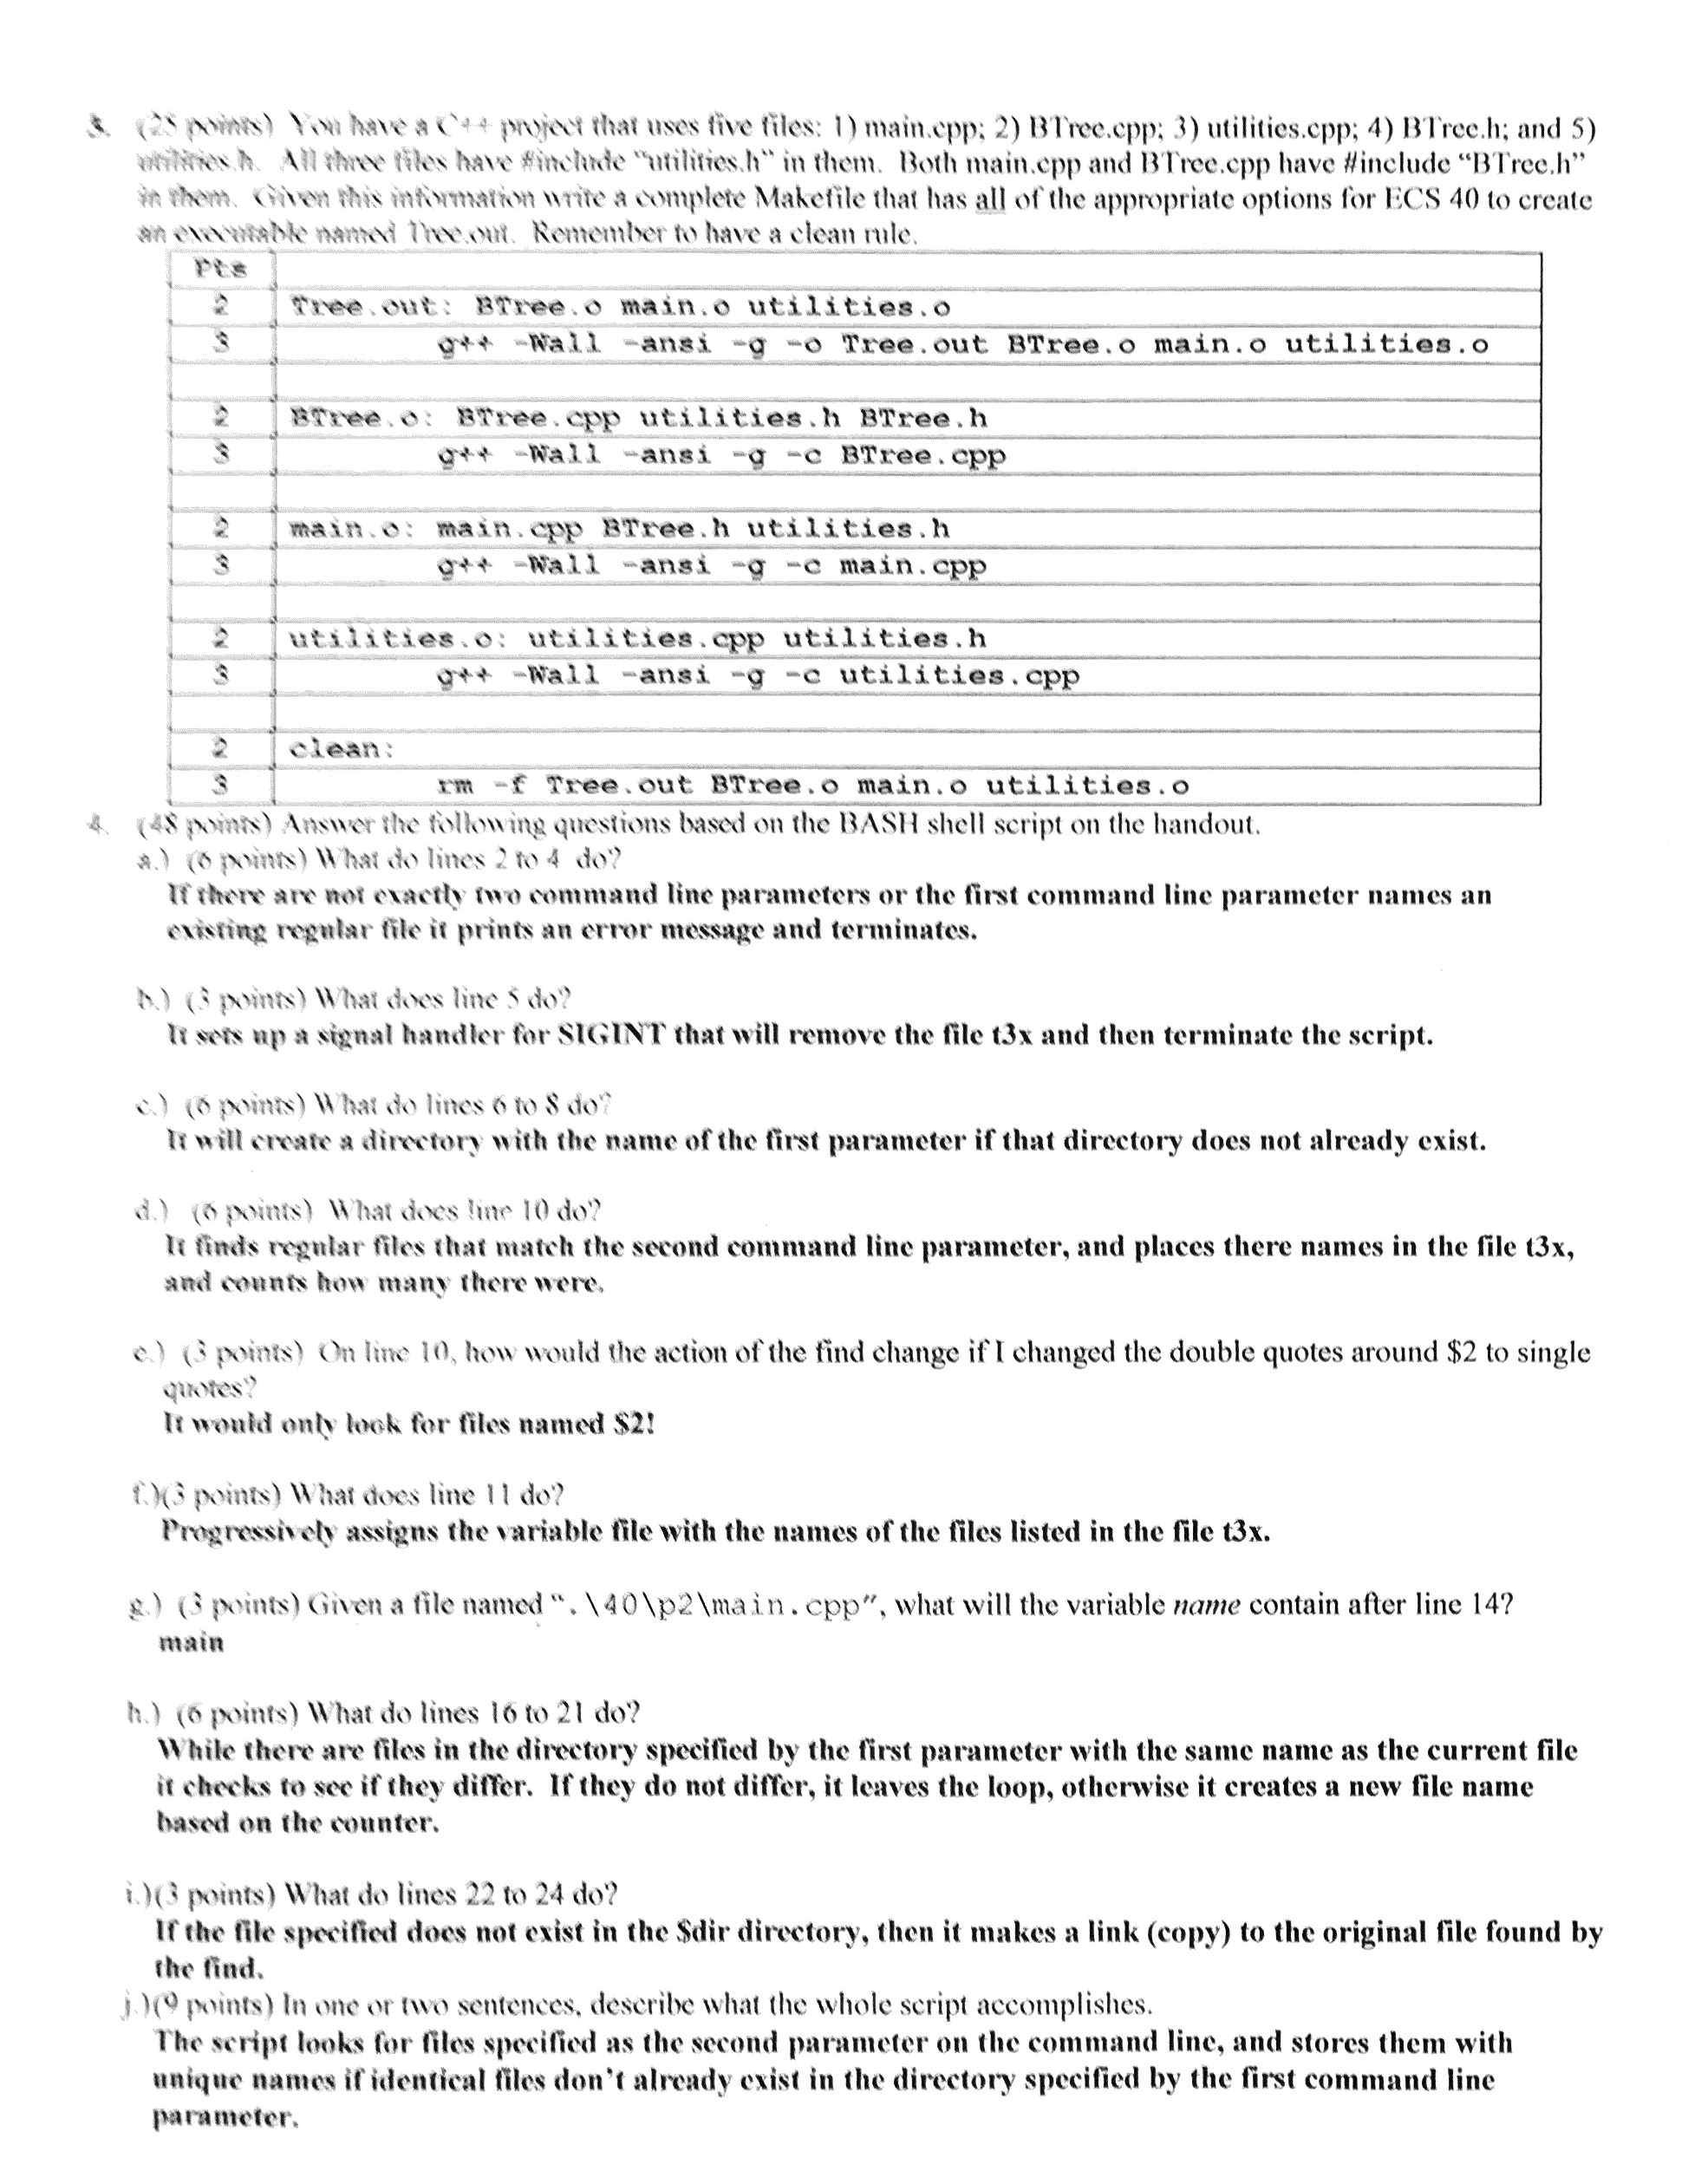 3. (25 points) You have a C++ project that uses five files: 1) main.cpp; 2) BTree.cpp; 3) utilities.cpp; 4) BTree.h; and 5)
utilities.h. All three files have #include “utilities.h” in them. Both main.cpp and BTree.cpp have #include “BTree.h”
in them. Given this information write a complete Makefile that has all of the appropriate options for ECS 40 to create
an executable named Tree.out. Remember to have a clean rule.
Pts
2 Tree.out: BTree.o main.o utilities.o
3 g++ -Wall -ansi -g -o Tree.out BTree.o main.o utilities.o
2 BTree.o: BTree.cpp utilities.h BTree.h
3 g++ -Wall -ansi -g -c BTree.cpp
2 main.o: main.cpp BTree.h utilities.h
3 g++ -Wall -ansi -g -c main.cpp
2 utilities.o: utilities.cpp utilities.h
3 g++ -Wall -ansi -g -c utilities.cpp
2 clean:
3 rm -f Tree.out BTree.o main.o utilities.o
4. (48 points) Answer the following questions based on the BASH shell script on the handout.
a.) (6 points) What do lines 2 to 4 do?
If there are not exactly two command line parameters or the first command line parameter names an
existing regular file it prints an error message and terminates.
b.) (3 points) What does line 5 do?
It sets up a signal handler for SIGINT that will remove the file t3x and then terminate the script.
c.) (6 points) What do lines 6 to 8 do?
It will create a directory with the name of the first parameter if that directory does not already exist.
d.) (6 points) What does line 10 do?
It finds regular files that match the second command line parameter, and places there names in the file t3x,
and counts how many there were.
e.) (3 points) On line 10, how would the action of the find change if I changed the double quotes around $2 to single
quotes?
It would only look for files named $2!
f.)(3 points) What does line 11 do?
Progressively assigns the variable file with the names of the files listed in the file t3x.
g.) (3 points) Given a file named “.\40\p2\main.cpp”, what will the variable name contain after line 14?
main
h.) (6 points) What do lines 16 to 21 do?
While there are files in the directory specified by the first parameter with the same name as the current file
it checks to see if they differ. If they do not differ, it leaves the loop, otherwise it creates a new file name
based on the counter.
i.)(3 points) What do lines 22 to 24 do?
If the file specified does not exist in the $dir directory, then it makes a link (copy) to the original file found by
the find.
j.)(9 points) In one or two sentences, describe what the whole script accomplishes.
The script looks for files specified as the second parameter on the command line, and stores them with
unique names if identical files don’t already exist in the directory specified by the first command line
parameter.